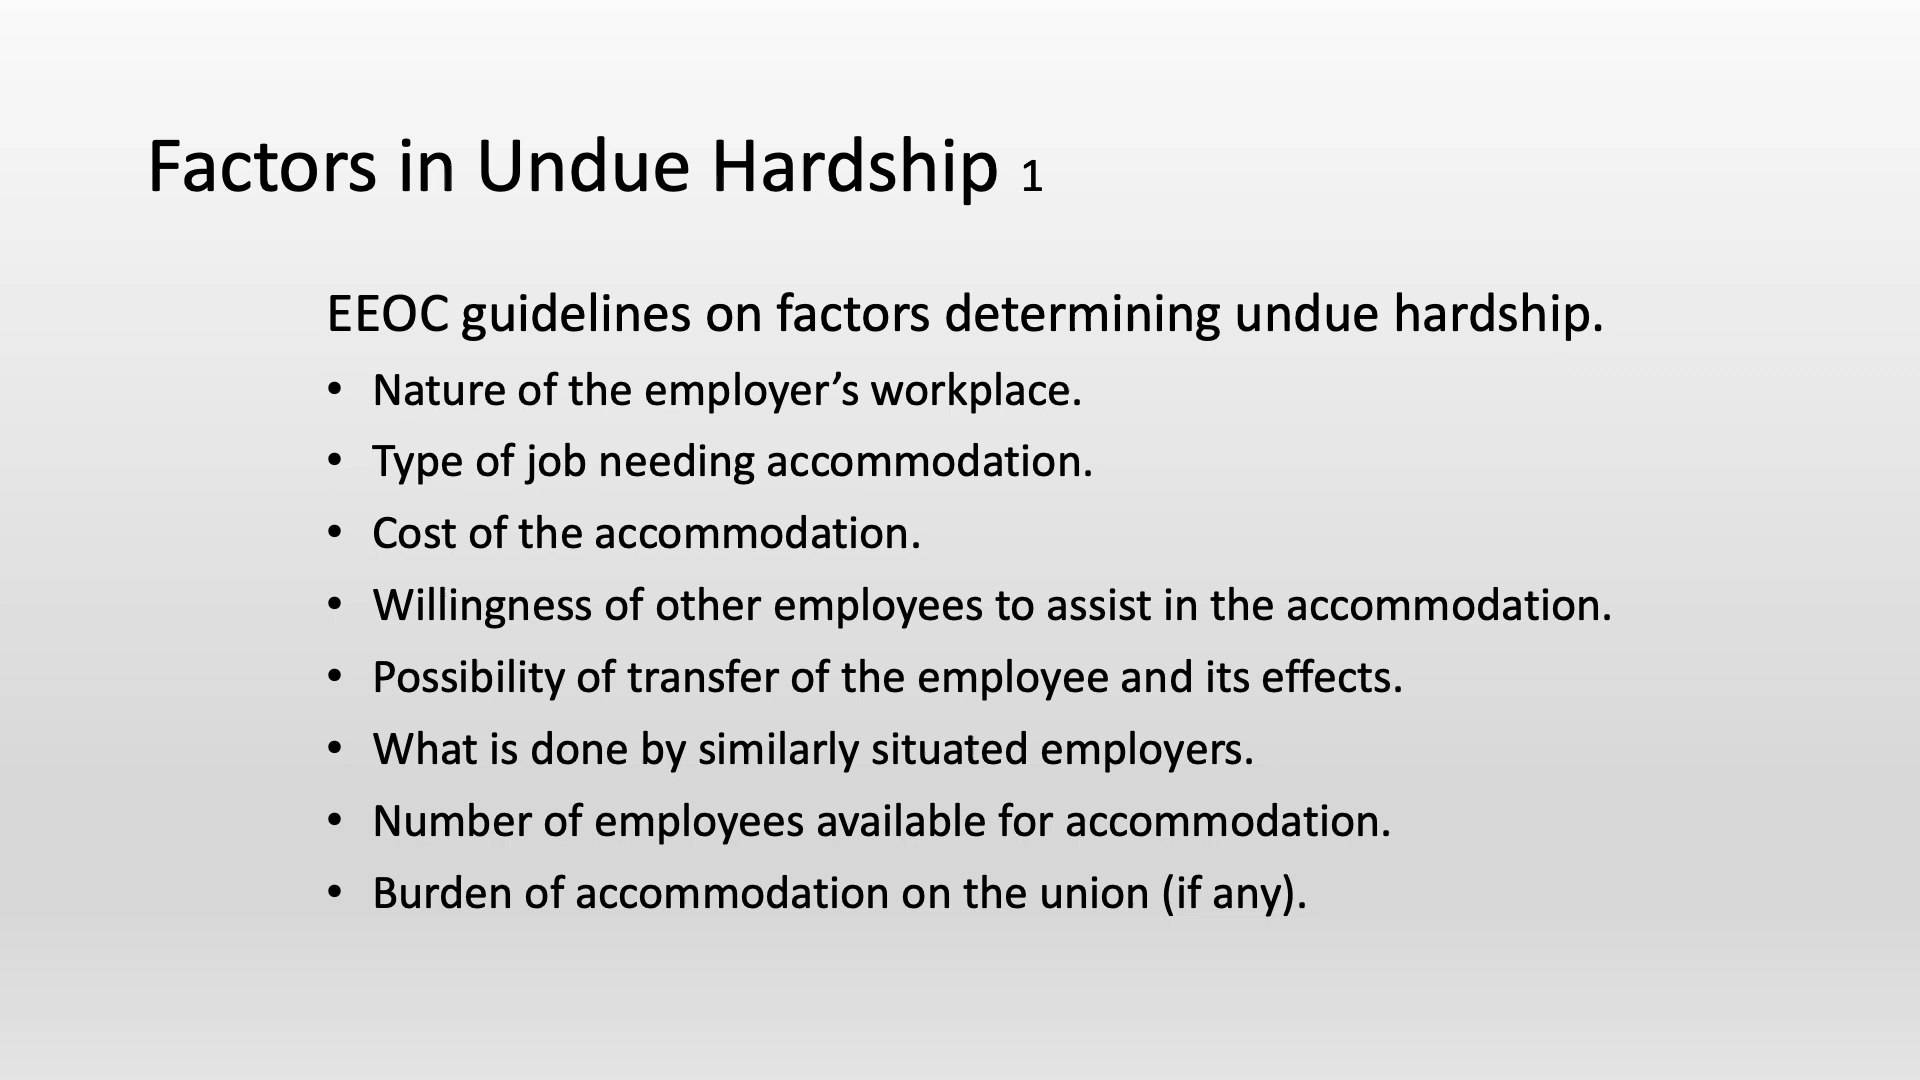 Factors in Undue Hardship 1
EEOC guidelines on factors determining undue hardship.
• Nature of the employer’s workplace.
• Type of job needing accommodation.
• Cost of the accommodation.
• Willingness of other employees to assist in the accommodation.
• Possibility of transfer of the employee and its effects.
• What is done by similarly situated employers.
• Number of employees available for accommodation.
• Burden of accommodation on the union (if any).